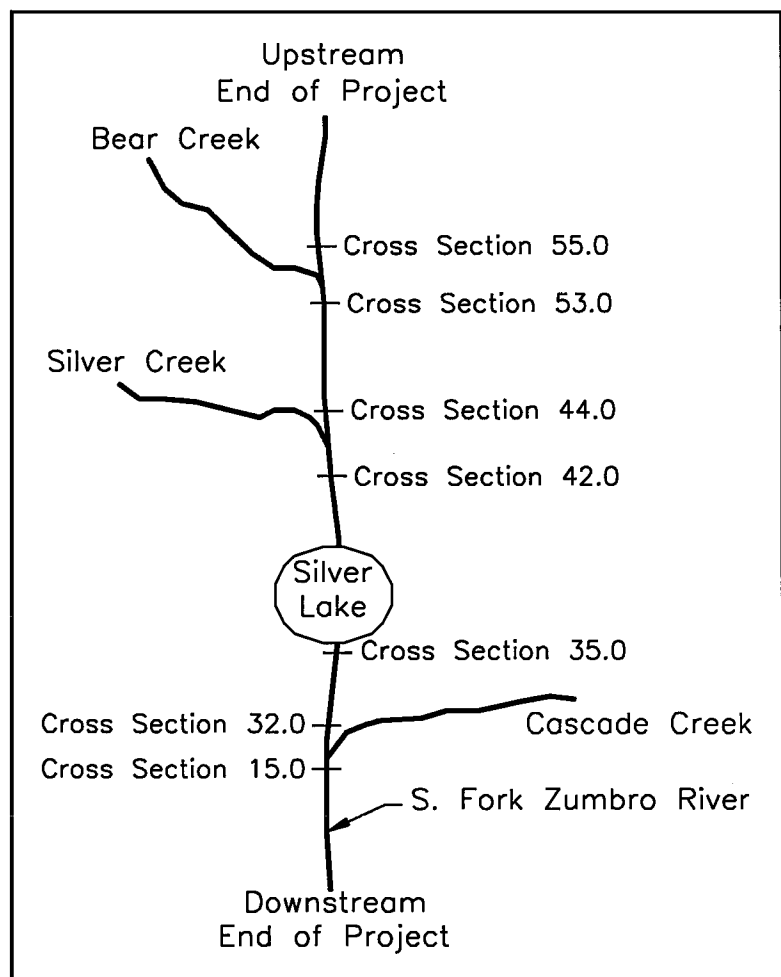 Upstream
End of Project
Bear Creek
Cross Section 55.0
Cross Section 53.0
Silver Creek
Cross Section 44.0
Cross Section 42.0
Silver
Lake
Cross Section 35.0
Cross Section 32.0
Cascade Creek
Cross Section 15.0
S. Fork Zumbro River
Downstream
End of Project